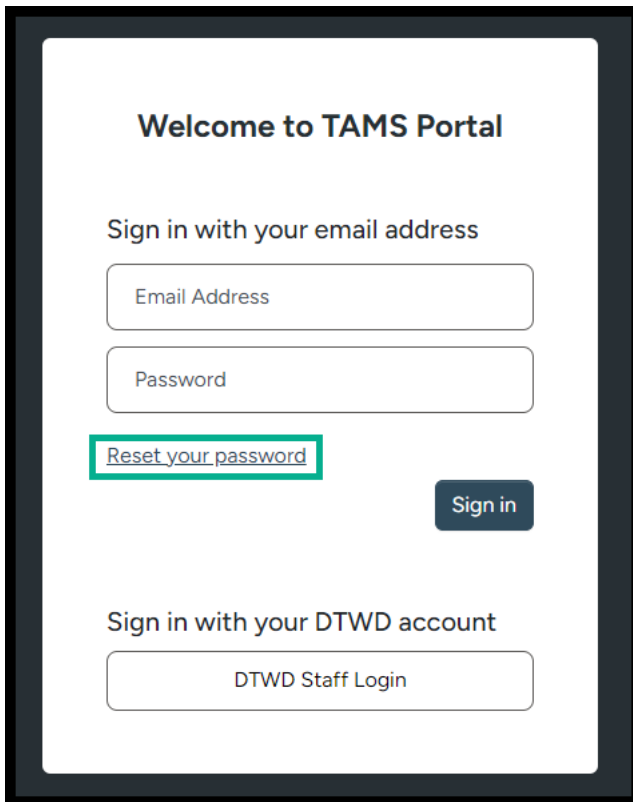 Welcome to TAMS Portal
Sign in with your email address
Email Address
Password
Reset your password
Sign in
Sign in with your DTWD account
DTWD Staff Login